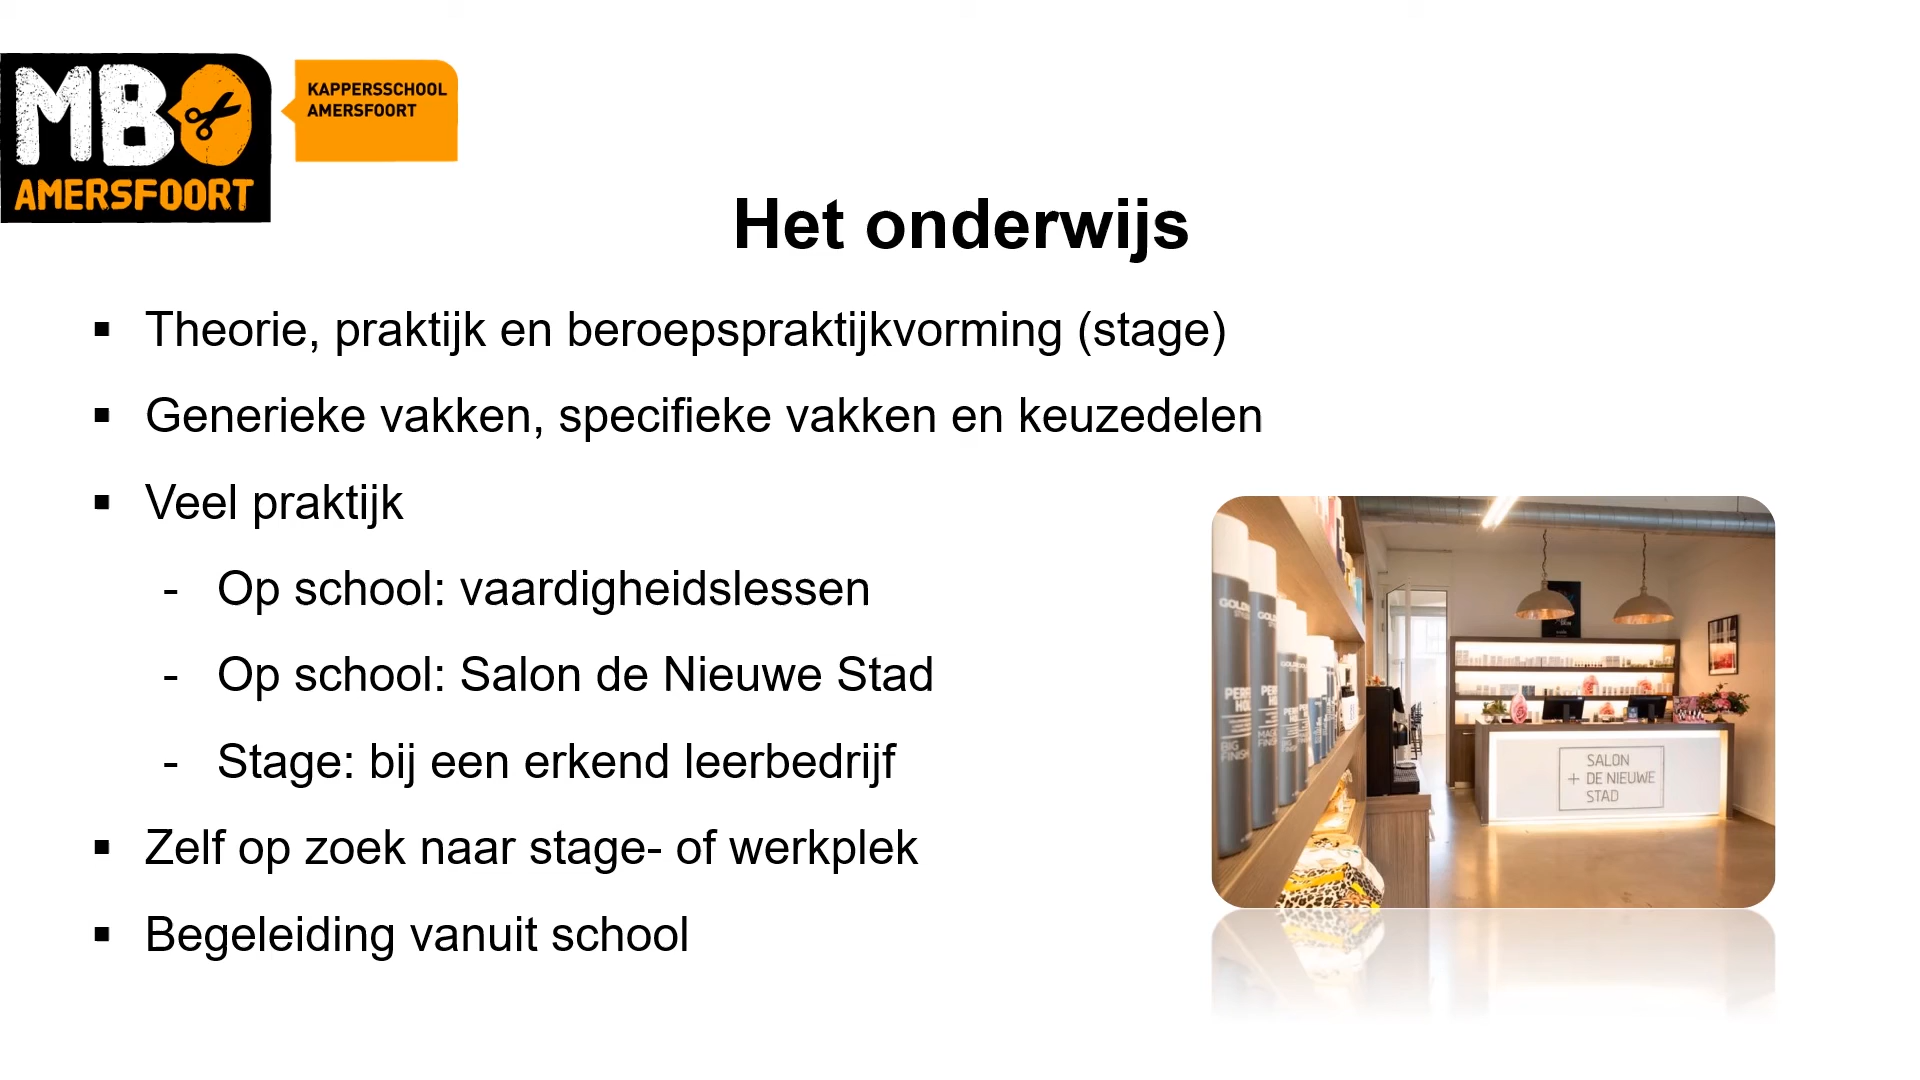 MBO
AMERSFOORT
KAPPERSSCHOOL
AMERSFOORT
Het onderwijs
▪ Theorie, praktijk en beroepspraktijkvorming (stage)
▪ Generieke vakken, specifieke vakken en keuzedelen
▪ Veel praktijk
- Op school: vaardigheidslessen
- Op school: Salon de Nieuwe Stad
- Stage: bij een erkend leerbedrijf
▪ Zelf op zoek naar stage- of werkplek
▪ Begeleiding vanuit school
SALON
+ DE NIEUWE
STAD